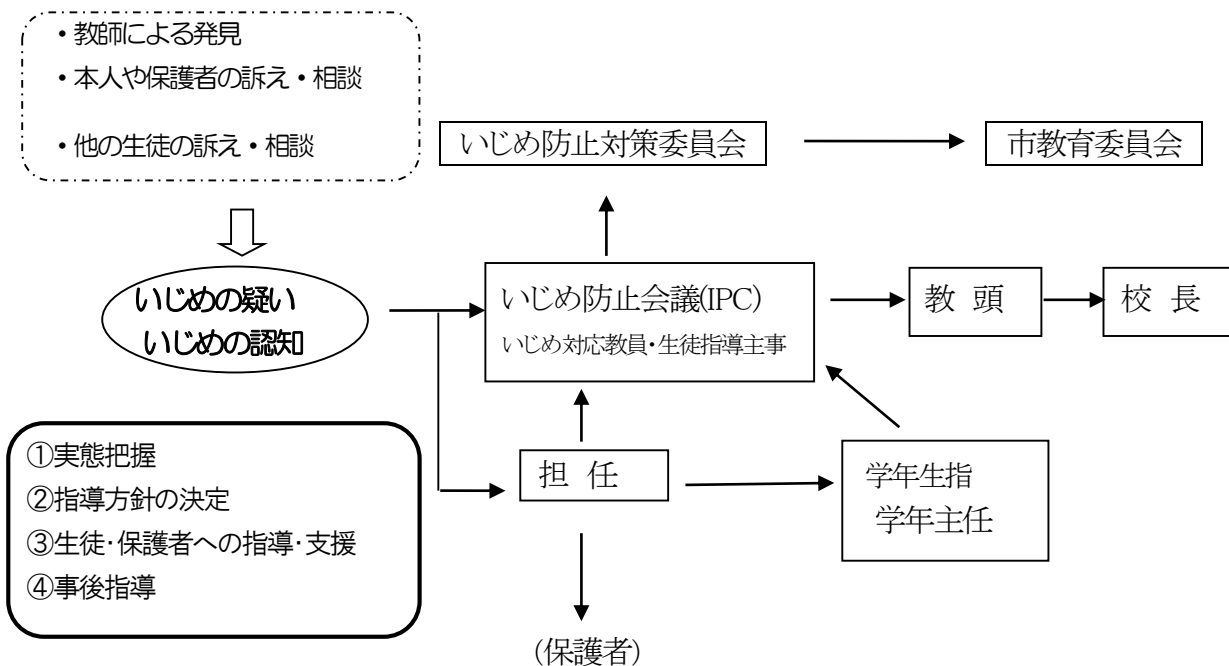 ・教師による発見
・本人や保護者の訴え・相談
・他の生徒の訴え・相談
いじめ防止対策委員会
市教育委員会
いじめの疑い
いじめの認知
いじめ防止会議(IPC)
いじめ対応教員・生徒指導主事
教 頭
校 長
①実態把握
②指導方針の決定
③生徒・保護者への指導・支援
④事後指導
担 任
学年生指
学年主任
(保護者)